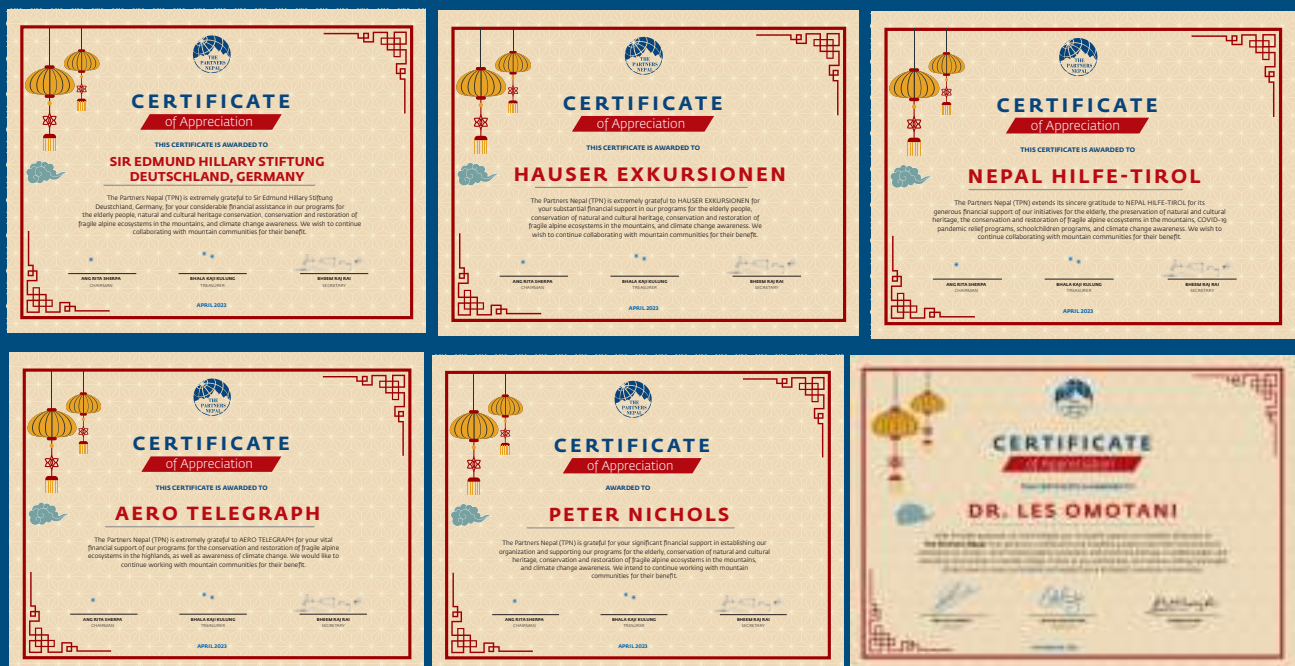 THE
PARTNERS
NEPAL
CERTIFICATE
of Appreciation
THIS CERTIFICATE IS AWARDED TO
SIR EDMUND HILLARY STIFTUNG
DEUTSCHLAND, GERMANY
The Partners Nepal (TPN) is extremely grateful to Sir Edmund Hillary Stiftung
Deustchland, Germany, for your considerable financial assistance in our programs for
the elderly people, natural and cultural heritage conservation, conservation and restoration of
fragile alpine ecosystems in the mountains, and climate change awareness. We wish to continue
collaborating with mountain communities for their benefit.
ANG RITA SHERPA
CHAIRMAN
BHALA KAJI KULUNG
TREASURER
BHEEM RAJ RAI
SECRETARY
APRIL 2023
THE
PARTNERS
NEPAL
CERTIFICATE
of Appreciation
THIS CERTIFICATE IS AWARDED TO
HAUSER EXKURSIONEN
The Partners Nepal (TPN) is extremely grateful to HAUSER EXKURSIONEN for
your substantial financial support in our programs for the elderly people,
conservation of natural and cultural heritage, conservation and restoration of
fragile alpine ecosystems in the mountains, and climate change awareness. We
wish to continue collaborating with mountain communities for their benefit.
ANG RITA SHERPA
CHAIRMAN
BHALA KAJI KULUNG
TREASURER
BHEEM RAJ RAI
SECRETARY
APRIL 2023
THE
PARTNERS
NEPAL
CERTIFICATE
of Appreciation
THIS CERTIFICATE IS AWARDED TO
NEPAL HILFE-TIROL
The Partners Nepal (TPN) extends its sincere gratitude to NEPAL HILFE-TIROL for its
generous financial support of our initiatives for the elderly, the preservation of natural and cultural
heritage, the conservation and restoration of fragile alpine ecosystems in the mountains, COVID-19
pandemic relief programs, schoolchildren programs, and climate change awareness. We wish to
continue collaborating with mountain communities for their benefit.
ANG RITA SHERPA
CHAIRMAN
BHALA KAJI KULUNG
TREASURER
BHEEM RAJ RAI
SECRETARY
APRIL 2023
THE
PARTNERS
NEPAL
CERTIFICATE
of Appreciation
THIS CERTIFICATE IS AWARDED TO
AERO TELEGRAPH
The Partners Nepal (TPN) is extremely grateful to AERO TELEGRAPH for your vital
financial support of our programs for the conservation and restoration of fragile alpine
ecosystems in the highlands, as well as awareness of climate change. We would like to
continue working with mountain communities for their benefit.
ANG RITA SHERPA
CHAIRMAN
BHALA KAJI KULUNG
TREASURER
BHEEM RAJ RAI
SECRETARY
APRIL 2023
THE
PARTNERS
NEPAL
CERTIFICATE
of Appreciation
AWARDED TO
PETER NICHOLS
The Partners Nepal (TPN) is grateful for your significant financial support in establishing our
organization and supporting our programs for the elderly, conservation of natural and cultural
heritage, conservation and restoration of fragile alpine ecosystems in the mountains,
and climate change awareness. We intend to continue working with mountain
communities for their benefit.
ANG RITA SHERPA
CHAIRMAN
BHALA KAJI KULUNG
TREASURER
BHEEM RAJ RAI
SECRETARY
APRIL 2023
CERTIFICATE
of Appreciation
DR. LES OMOTANI